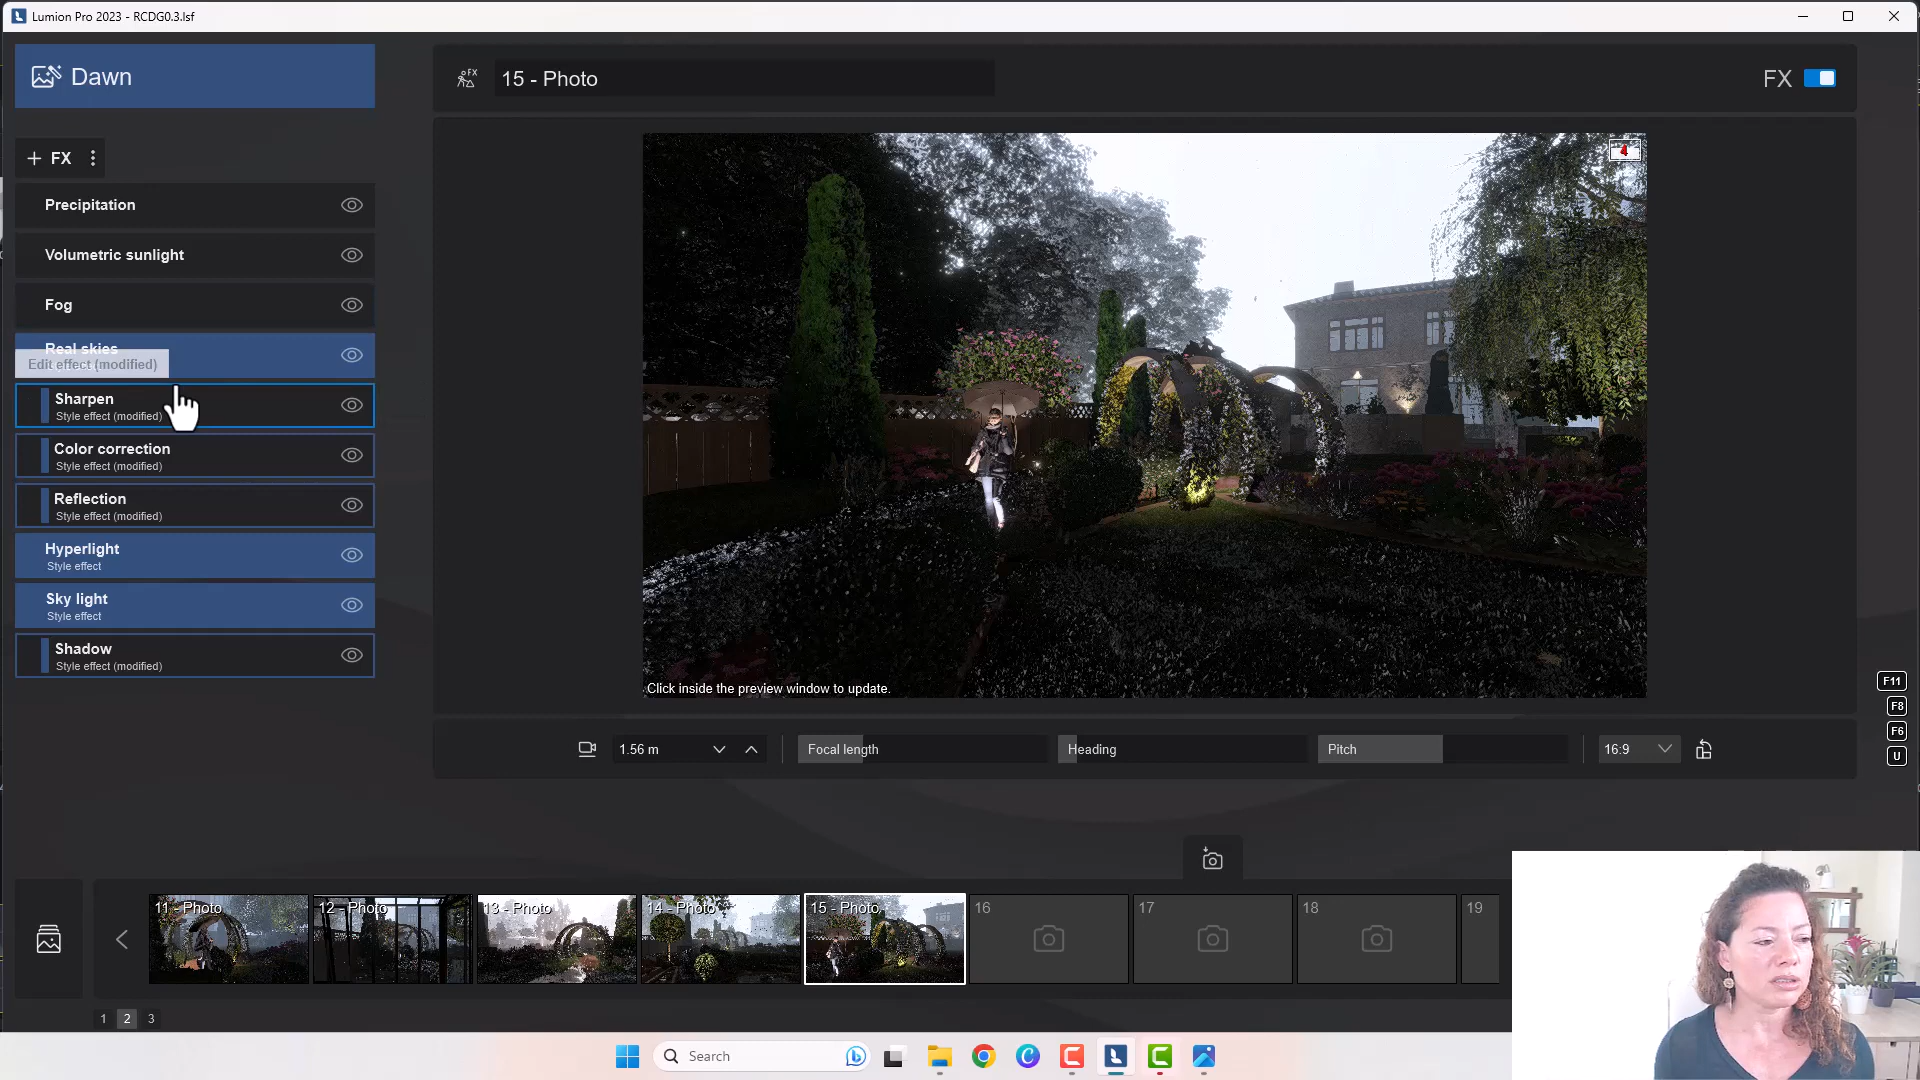 Lumion Pro 2023 - RCDG0.3.lsf
Dawn
15 - Photo
FX
+ FX
Precipitation
Volumetric sunlight
Fog
Real skies
Edit effect (modified)
Sharpen
Style effect (modified)
Color correction
Style effect (modified)
Reflection
Style effect (modified)
Hyperlight
Style effect
Sky light
Style effect
Shadow
Style effect (modified)
4
Click inside the preview window to update.
F11
F8
F6
U
1.56 m
Focal length
Heading
Pitch
16:9
11 - Photo
12 - Photo
13 - Photo
14 - Photo
15 - Photo
16
17
18
19
1 2 3
Search